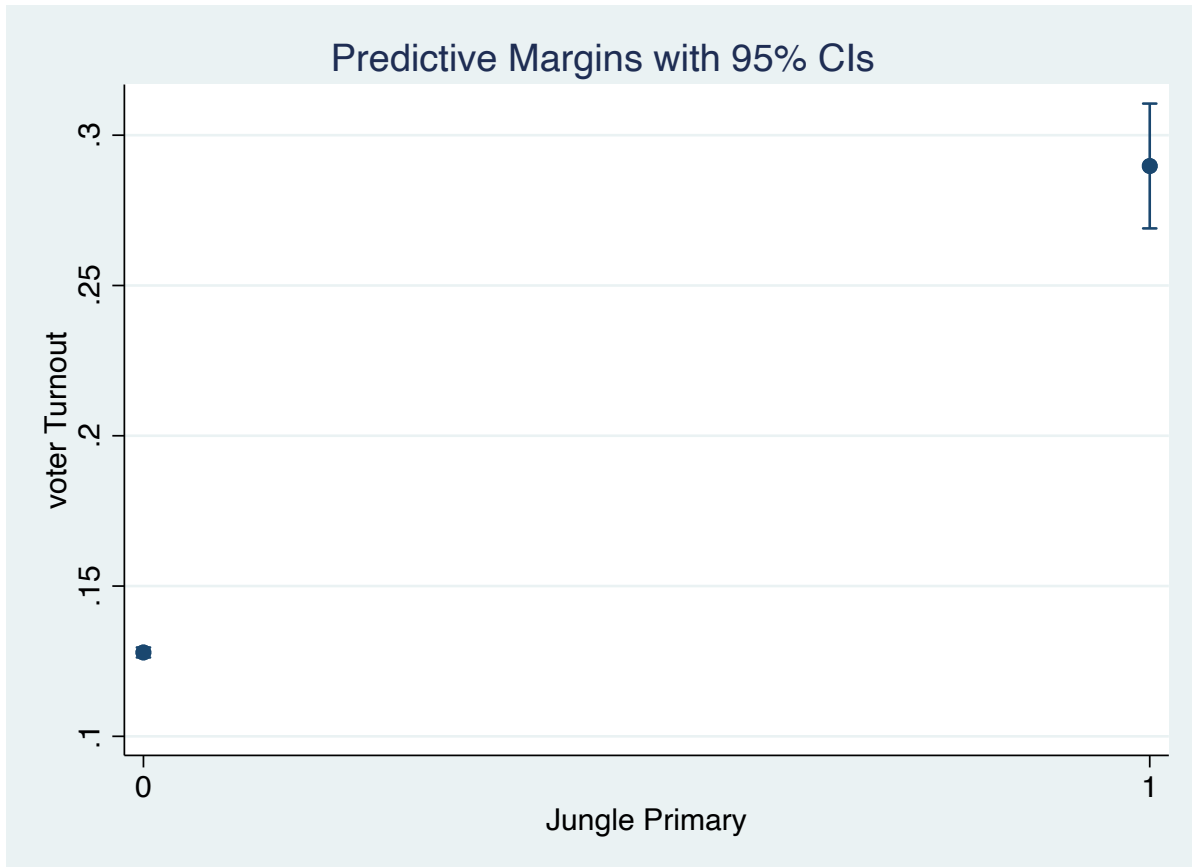 Predictive Margins with 95% CIs
.3
.25
.2
.15
.1
voter Turnout
0
1
Jungle Primary